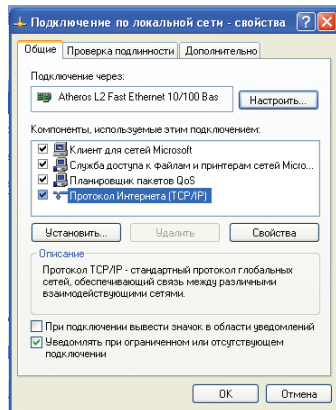 Подключение по локальной сети - свойства
Общие Проверка подлинности Дополнительно
Подключение через:
Atheros L2 Fast Ethernet 10/100 Bas Настроить...
Компоненты, используемые этим подключением:
Клиент для сетей Microsoft
Служба доступа к файлам и принтерам сетей Micro...
Планировщик пакетов QoS
Протокол Интернета (TCP/IP)
Установить... Удалить Свойства
Описание
Протокол TCP/IP - стандартный протокол глобальных
сетей, обеспечивающий связь между различными
взаимодействующими сетями.
При подключении вывести значок в области уведомлений
Уведомлять при ограниченном или отсутствующем
подключении
OK Отмена